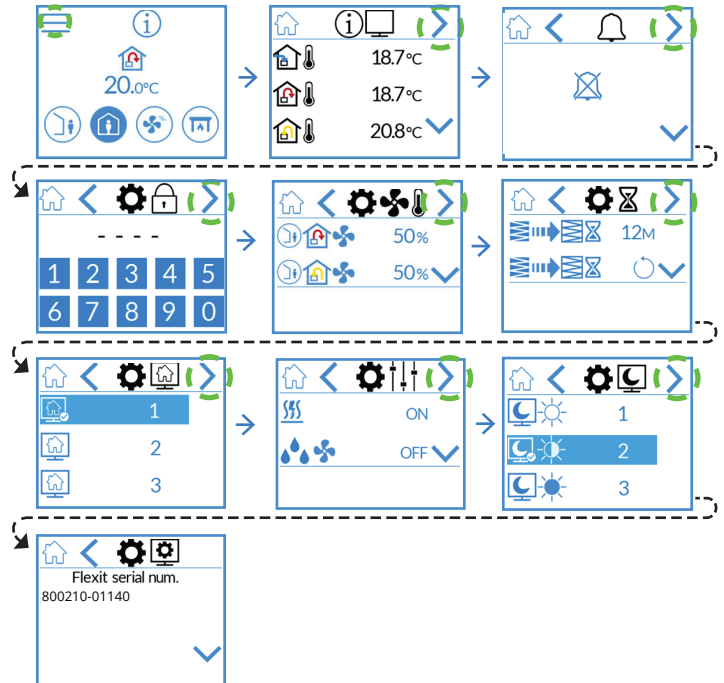 20.0°C
18.7°C
18.7°C
20.8°C
- - - -
1 2 3 4 5
6 7 8 9 0
50%
50%
12M
1
2
3
ON
OFF
1
2
3
Flexit serial num.
800210-01140